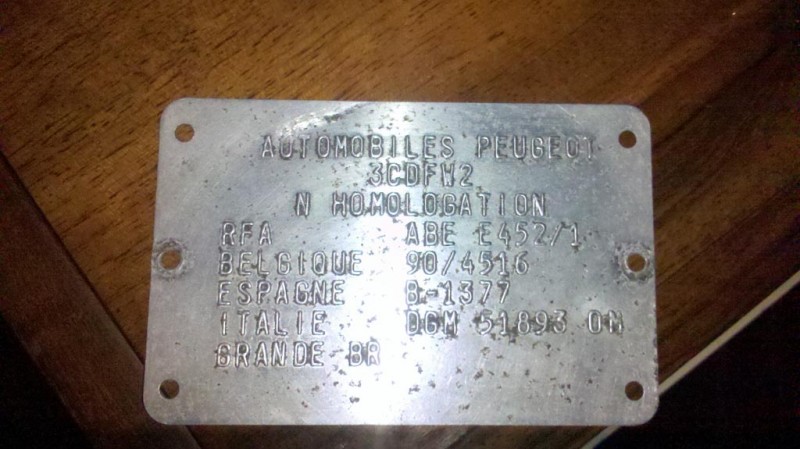 AUTOMOBILES PEUGEOT
3CDFW2
N HOMOLOGATION
RFA ABE E452/1
BELGIQUE 90/4516
ESPAGNE B-1377
ITALIE DGM 51893 OM
GRANDE BR